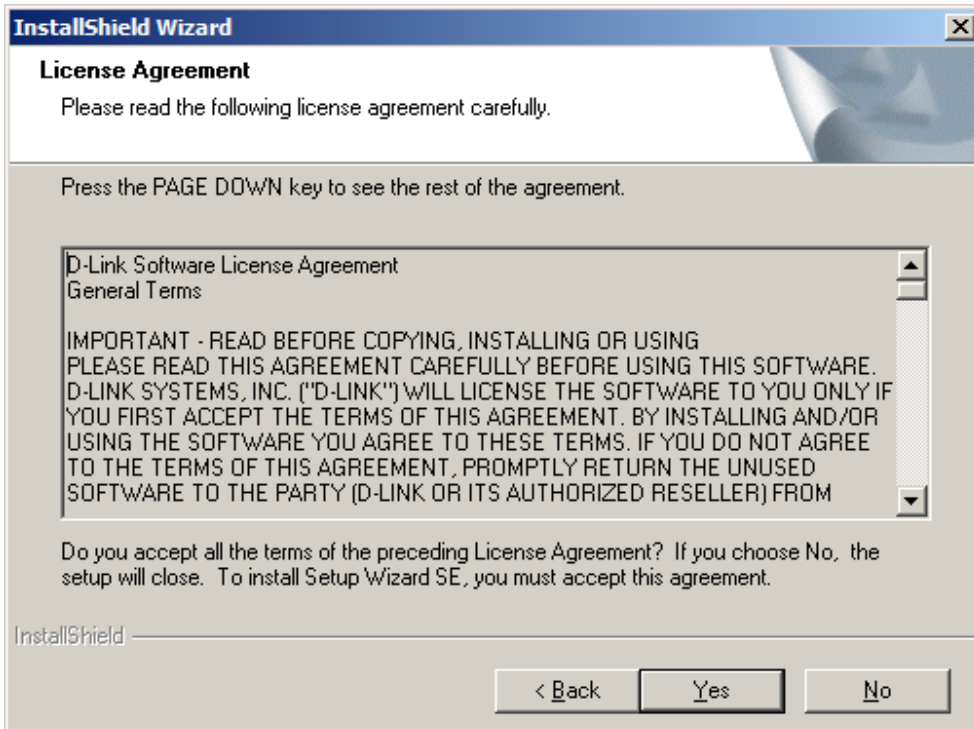 InstallShield Wizard
License Agreement
Please read the following license agreement carefully.
Press the PAGE DOWN key to see the rest of the agreement.
D-Link Software License Agreement
General Terms
IMPORTANT - READ BEFORE COPYING, INSTALLING OR USING
PLEASE READ THIS AGREEMENT CAREFULLY BEFORE USING THIS SOFTWARE.
D-LINK SYSTEMS, INC. ("D-LINK") WILL LICENSE THE SOFTWARE TO YOU ONLY IF
YOU FIRST ACCEPT THE TERMS OF THIS AGREEMENT. BY INSTALLING AND/OR
USING THE SOFTWARE YOU AGREE TO THESE TERMS. IF YOU DO NOT AGREE
TO THE TERMS OF THIS AGREEMENT, PROMPTLY RETURN THE UNUSED
SOFTWARE TO THE PARTY (D-LINK OR ITS AUTHORIZED RESELLER) FROM
Do you accept all the terms of the preceding License Agreement? If you choose No, the
setup will close. To install Setup Wizard SE, you must accept this agreement.
InstallShield
< Back Yes No